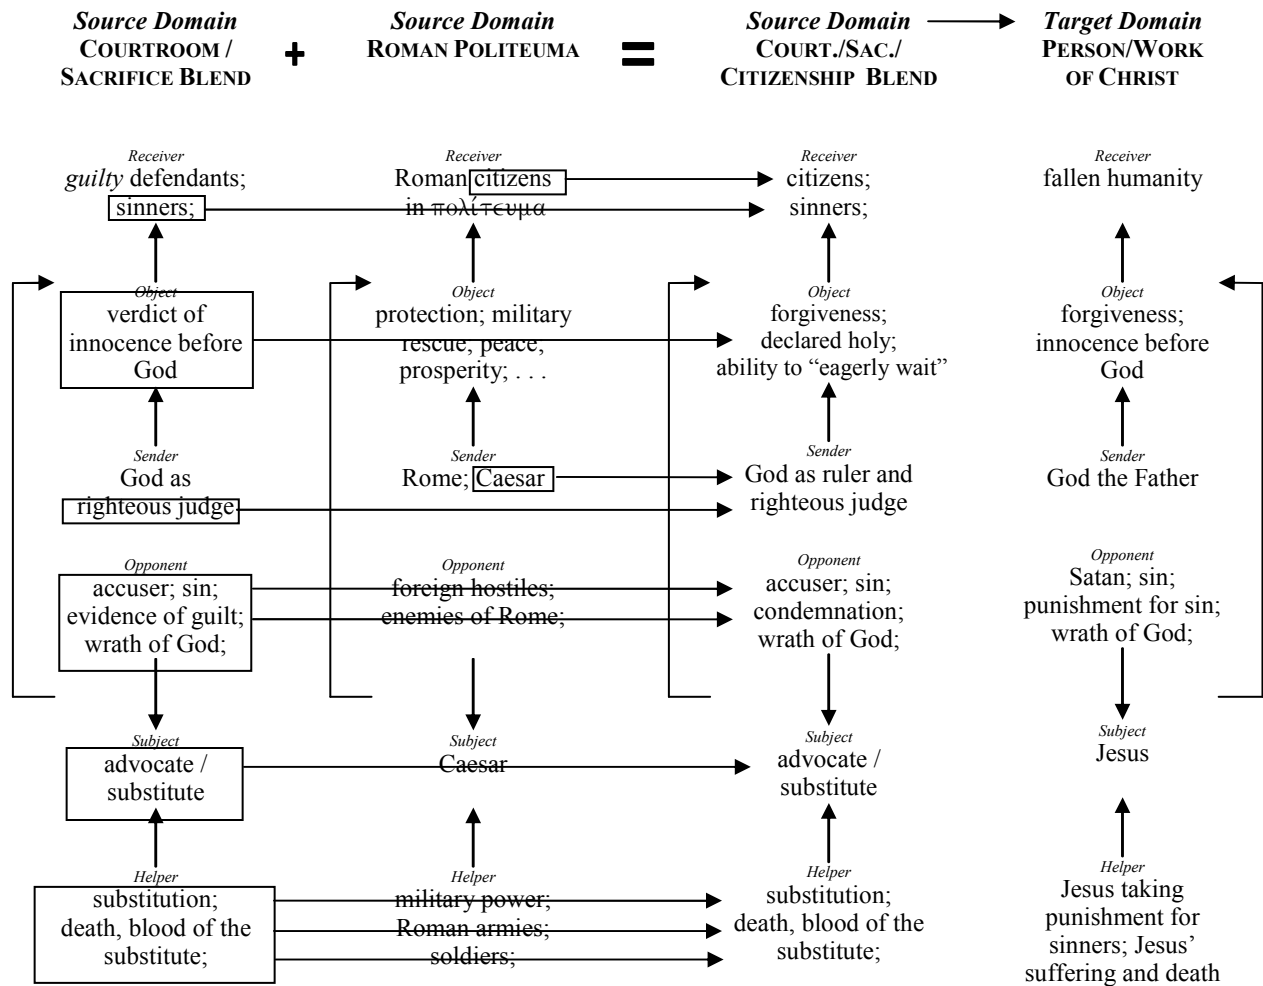 Source Domain
COURTROOM /
SACRIFICE BLEND
+
Source Domain
ROMAN POLITEUMA
=
Source Domain
COURT./SAC./
CITIZENSHIP BLEND
Target Domain
PERSON/WORK
OF CHRIST
Receiver
guilty defendants;
sinners;
Receiver
Roman citizens
in πολίτευμα
Receiver
citizens;
sinners;
Receiver
fallen humanity
Object
verdict of
innocence before
God
Object
protection; military
rescue, peace,
prosperity; . . .
Object
forgiveness;
declared holy;
ability to “eagerly wait”
Object
forgiveness;
innocence before
God
Sender
God as
righteous judge
Sender
Rome; Caesar
Sender
God as ruler and
righteous judge
Sender
God the Father
Opponent
accuser; sin;
evidence of guilt;
wrath of God;
Opponent
foreign hostiles;
enemies of Rome;
Opponent
accuser; sin;
condemnation;
wrath of God;
Opponent
Satan; sin;
punishment for sin;
wrath of God;
Subject
advocate /
substitute
Subject
Caesar
Subject
advocate /
substitute
Subject
Jesus
Helper
substitution;
death, blood of the
substitute;
Helper
military power;
Roman armies;
soldiers;
Helper
substitution;
death, blood of the
substitute;
Helper
Jesus taking
punishment for
sinners; Jesus’
suffering and death